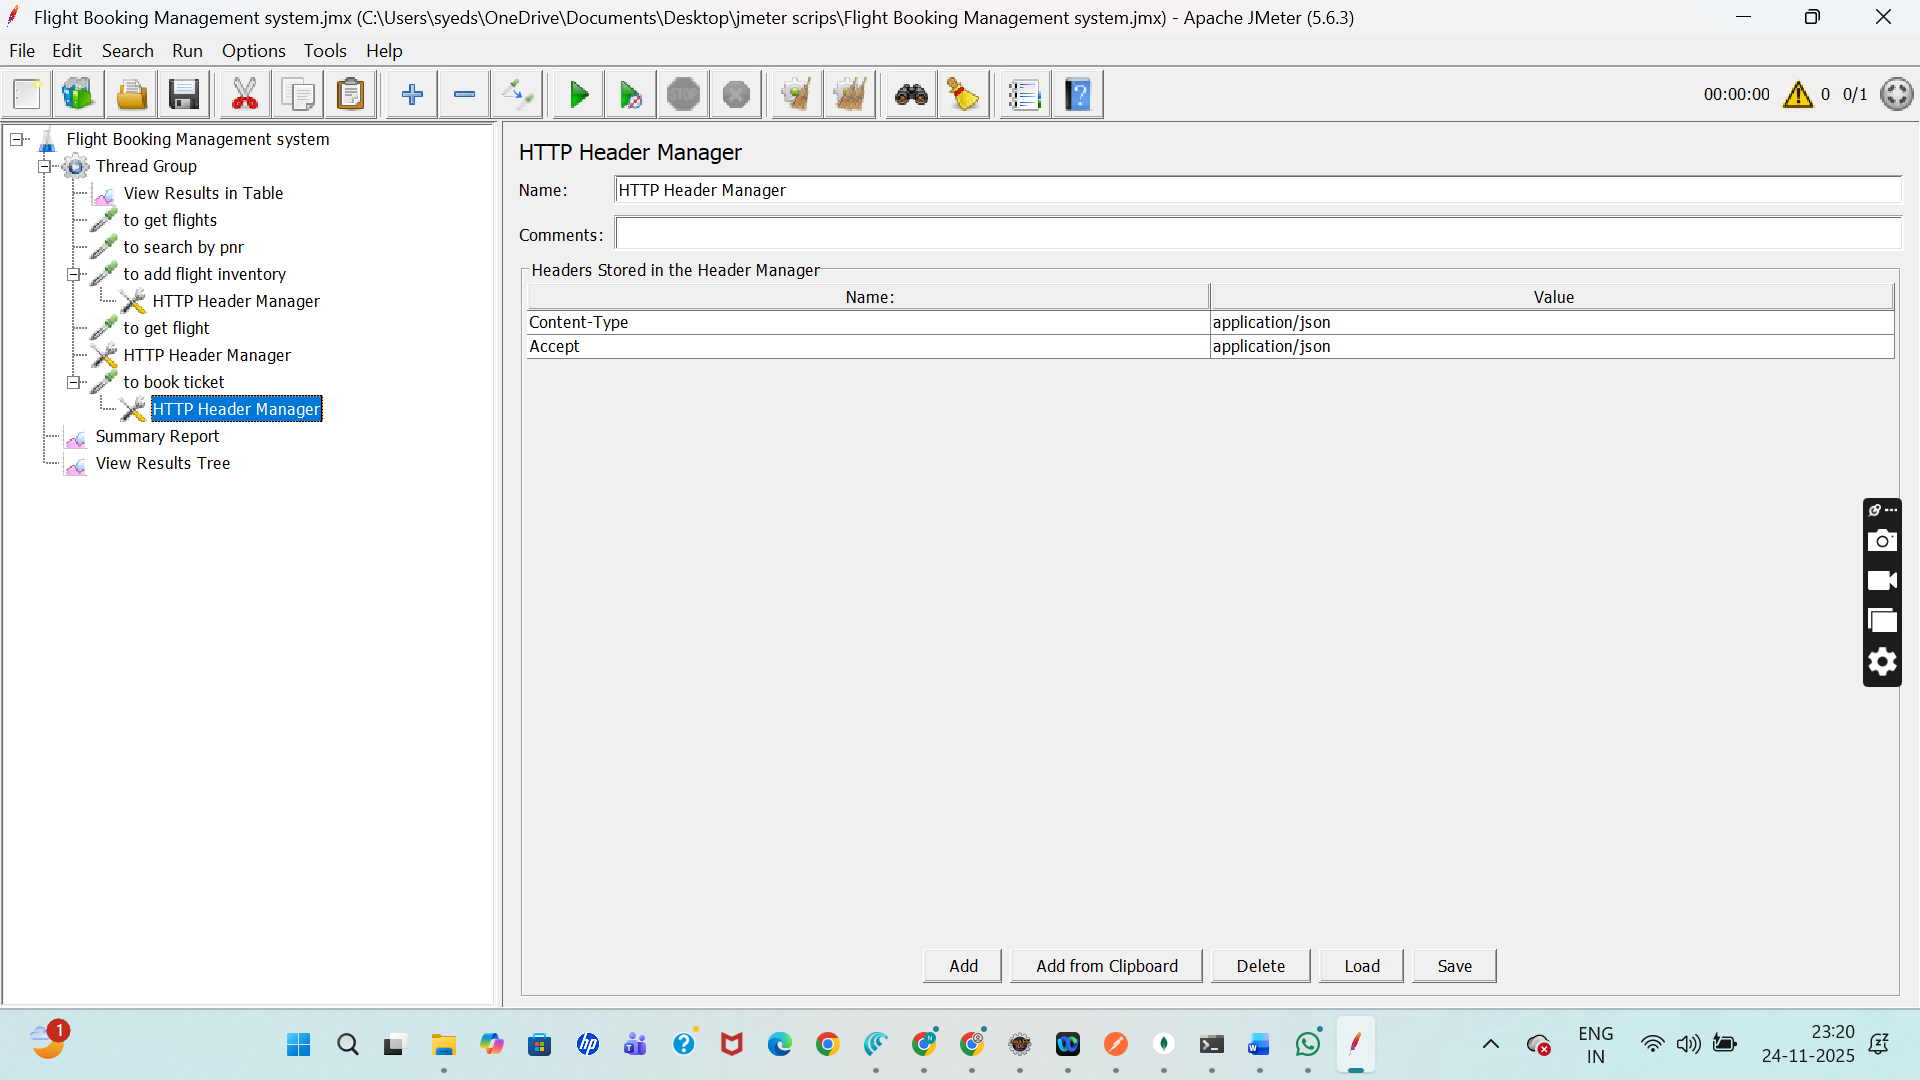 Flight Booking Management system.jmx (C:\Users\syeds\OneDrive\Documents\Desktop\jmeter scrips\Flight Booking Management system.jmx) - Apache JMeter (5.6.3)
File Edit Search Run Options Tools Help
STOP
00:00:00 0 0/1
Flight Booking Management system
Thread Group
View Results in Table
to get flights
to search by pnr
to add flight inventory
HTTP Header Manager
to get flight
HTTP Header Manager
to book ticket
HTTP Header Manager
Summary Report
View Results Tree
HTTP Header Manager
Name: HTTP Header Manager
Comments:
Headers Stored in the Header Manager
Name: Value
Content-Type application/json
Accept application/json
Add Add from Clipboard Delete Load Save
1
hp
ENG
IN
23:20
24-11-2025